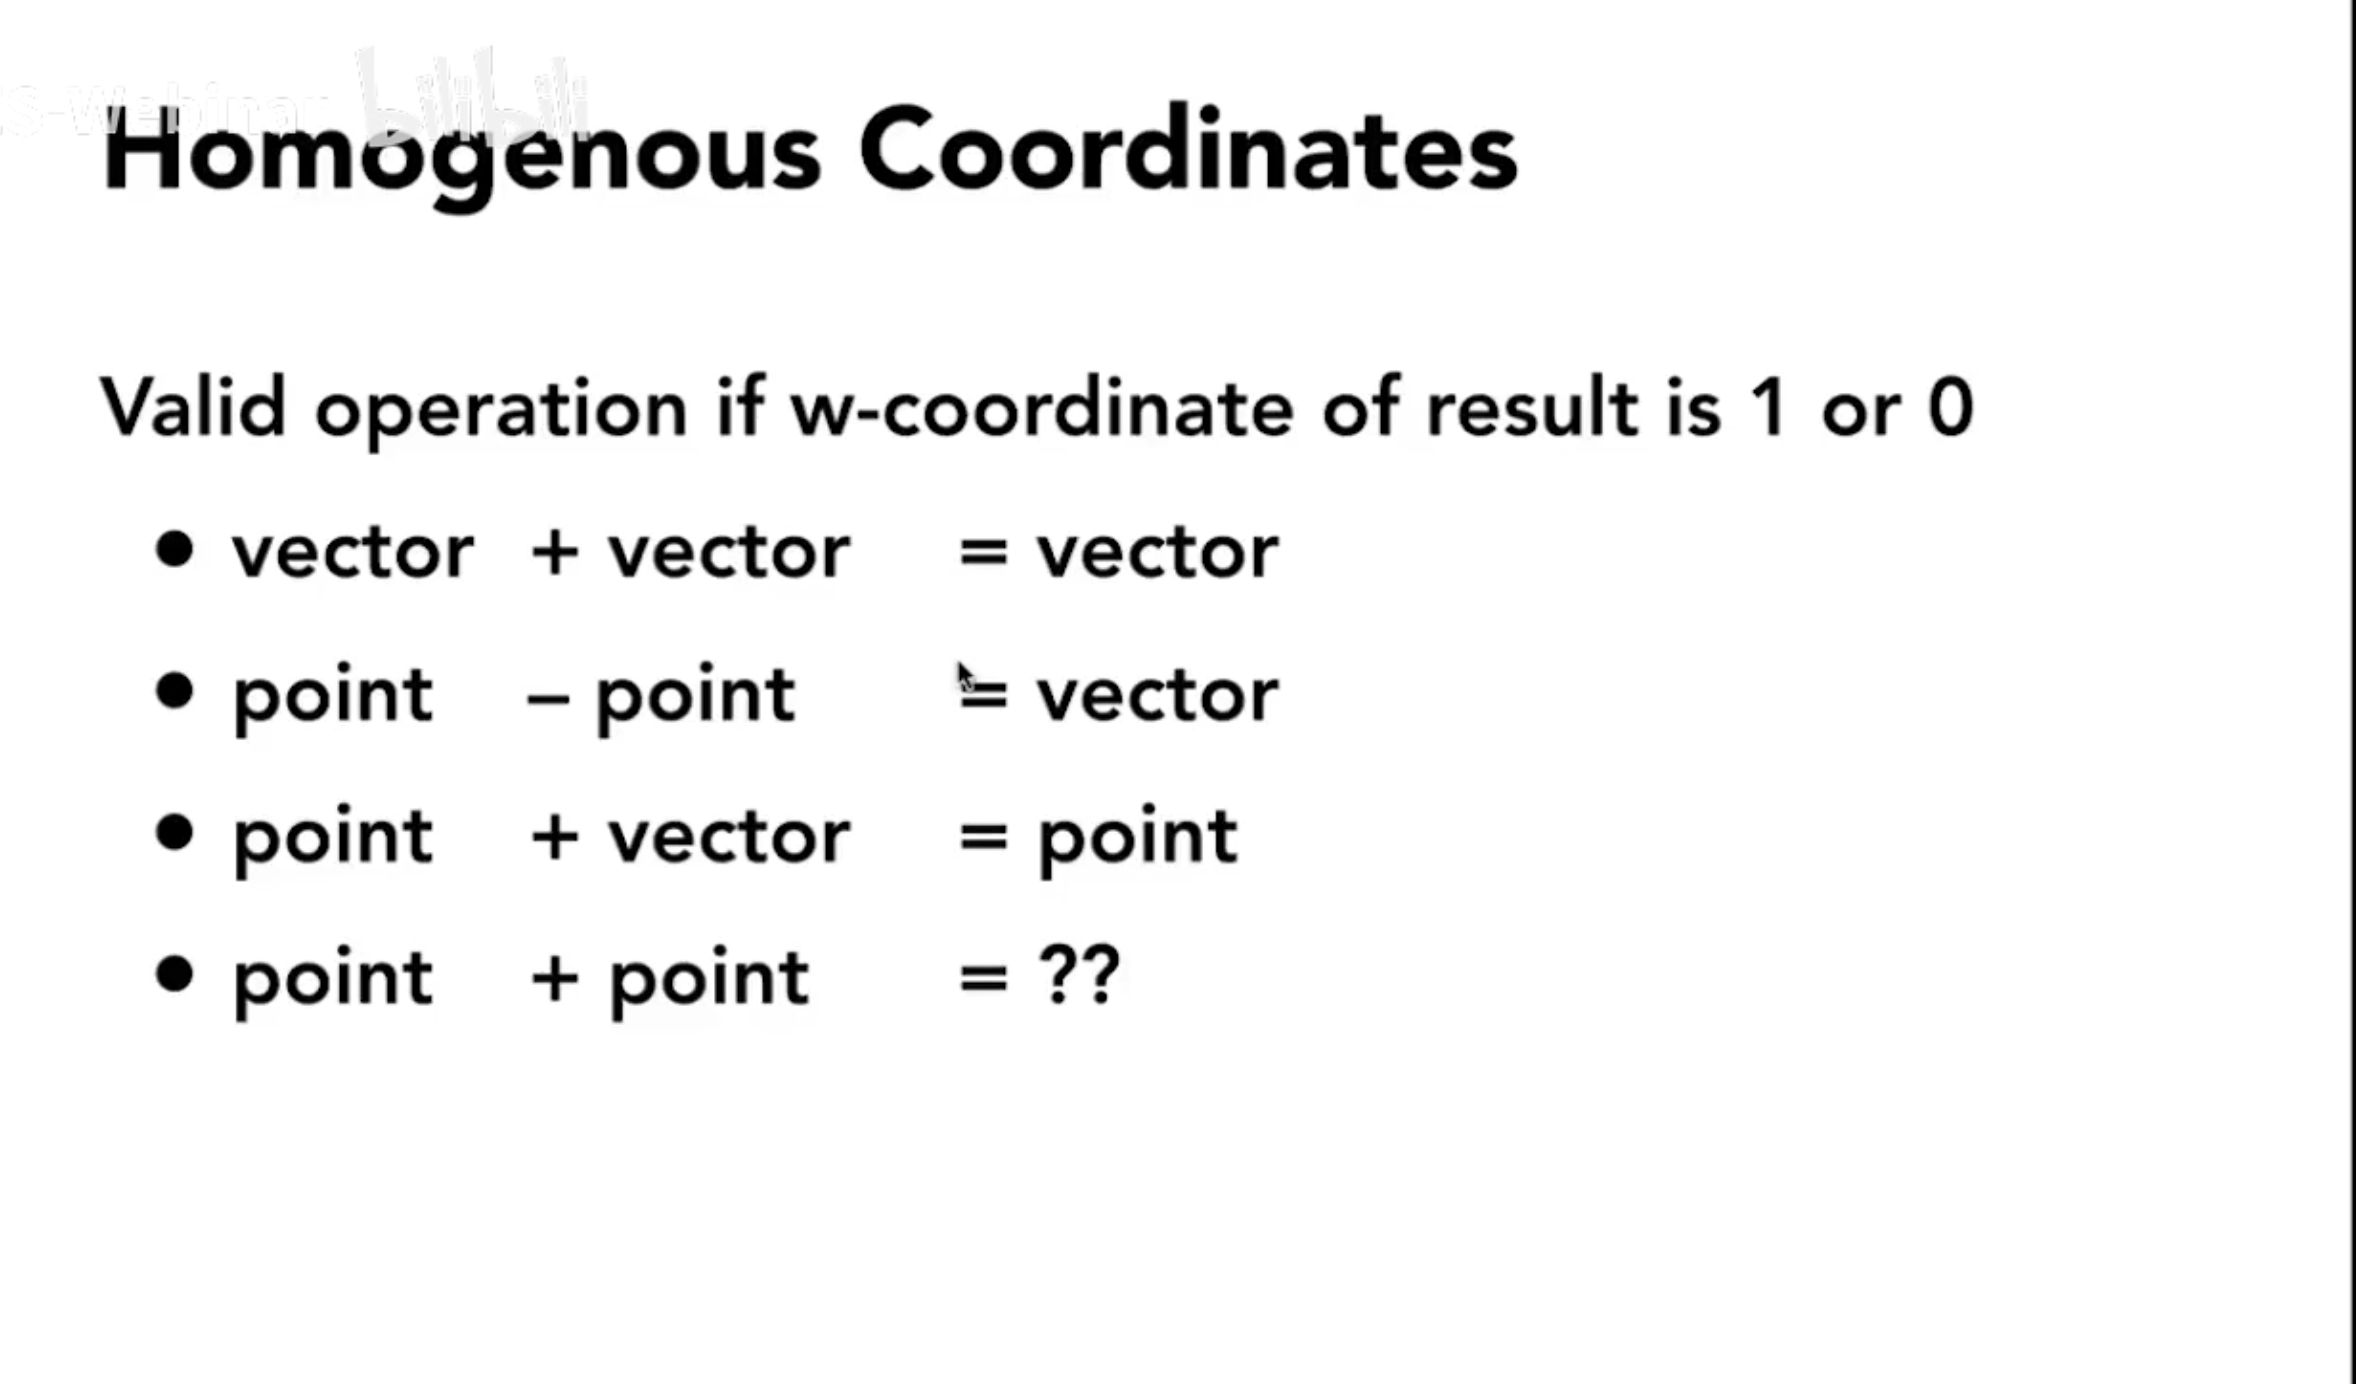 S-Webinar bilibili
Homogenous Coordinates
Valid operation if w-coordinate of result is 1 or 0
• vector + vector = vector
• point – point = vector
• point + vector = point
• point + point = ??